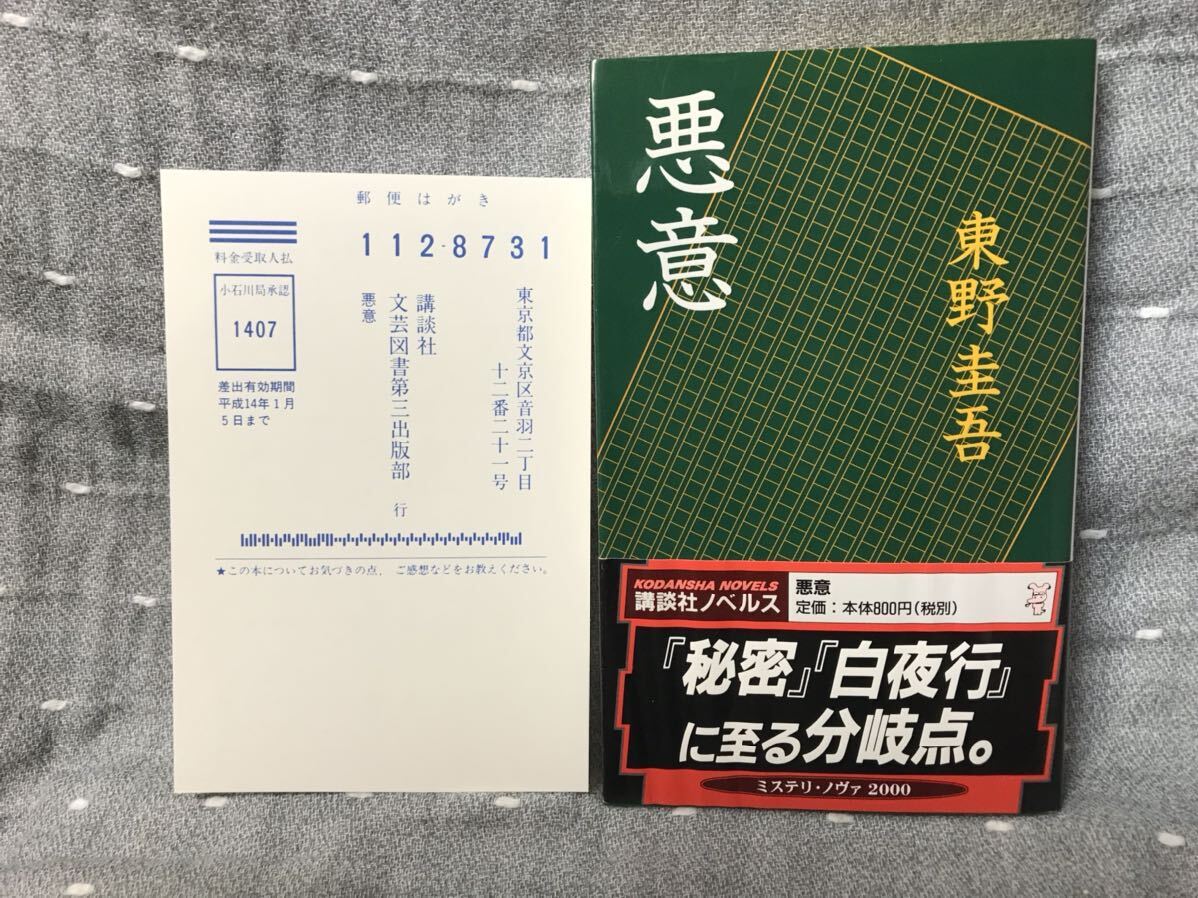 郵便はがき
112-8731
料金受取人払
小石川局承認
1407
差出有効期間
平成14年1月
5日まで
東京都文京区音羽二丁目
十二番二十一号
講談社
文芸図書第三出版部 行
悪意
★この本についてお気づきの点、ご感想などをお教えください。
悪意
東野圭吾
KODANSHA NOVELS
講談社ノベルス
悪意
定価：本体800円(税別)
『秘密』『白夜行』
に至る分岐点。
ミステリ・ノヴァ 2000